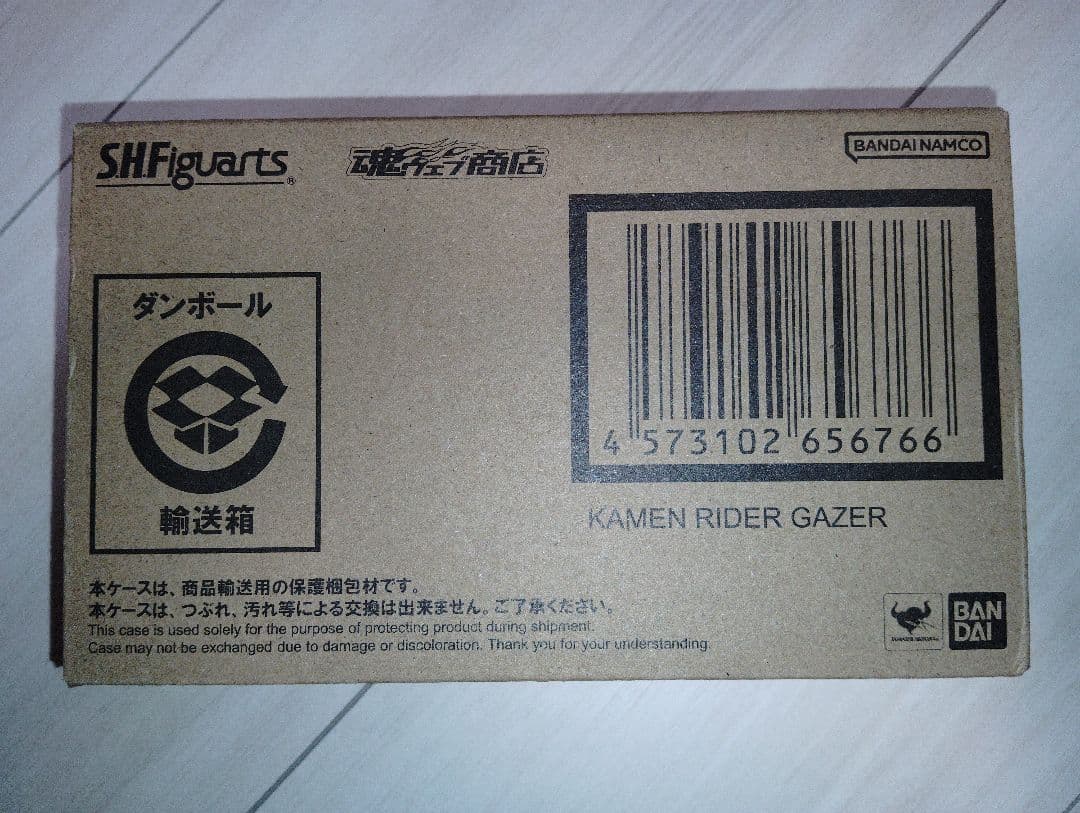 S.H.Figuarts®
魂ウェブ商店
BANDAI NAMCO
ダンボール
輸送箱
4 573102 656766
KAMEN RIDER GAZER
本ケースは、商品輸送用の保護梱包材です。
本ケースは、つぶれ、汚れ等による交換は出来ません。ご了承ください。
This case is used solely for the purpose of protecting product during shipment.
Case may not be exchanged due to damage or discoloration. Thank you for your understanding.
BAN
DAI